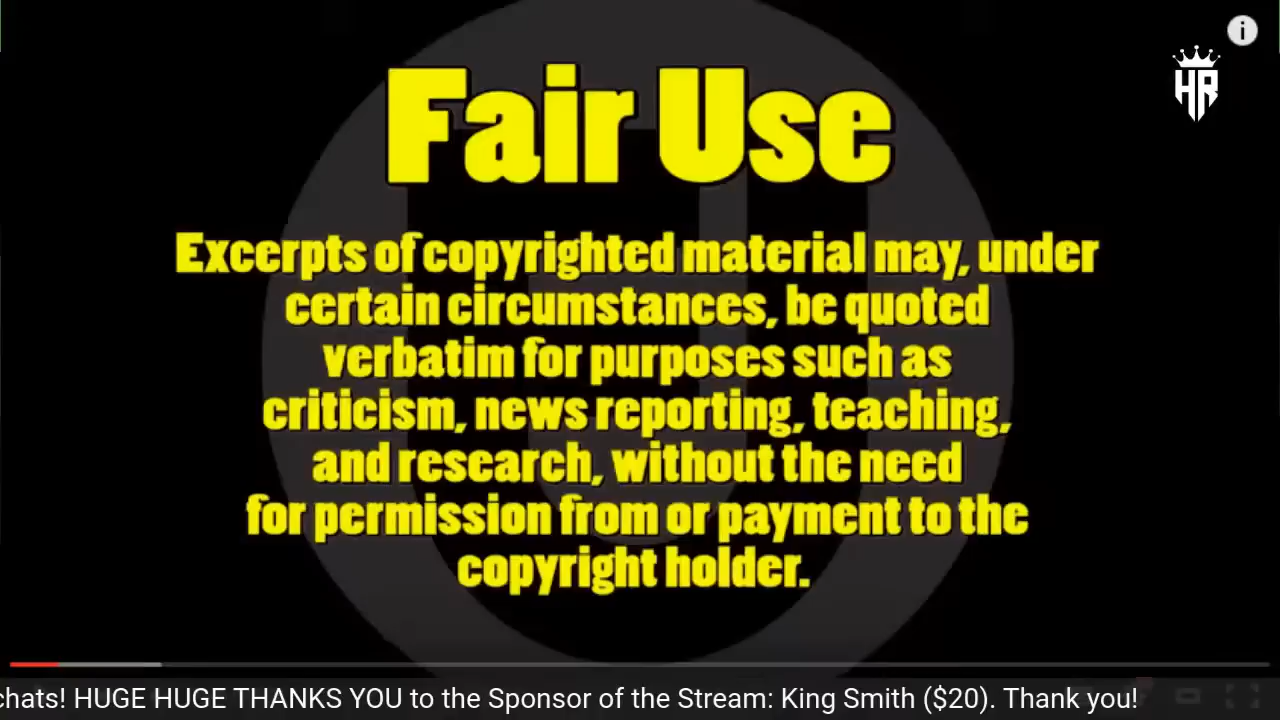 i
HR
Fair Use
Excerpts of copyrighted material may, under
certain circumstances, be quoted
verbatim for purposes such as
criticism, news reporting, teaching,
and research, without the need
for permission from or payment to the
copyright holder.
chats! HUGE HUGE THANKS YOU to the Sponsor of the Stream: King Smith ($20). Thank you!